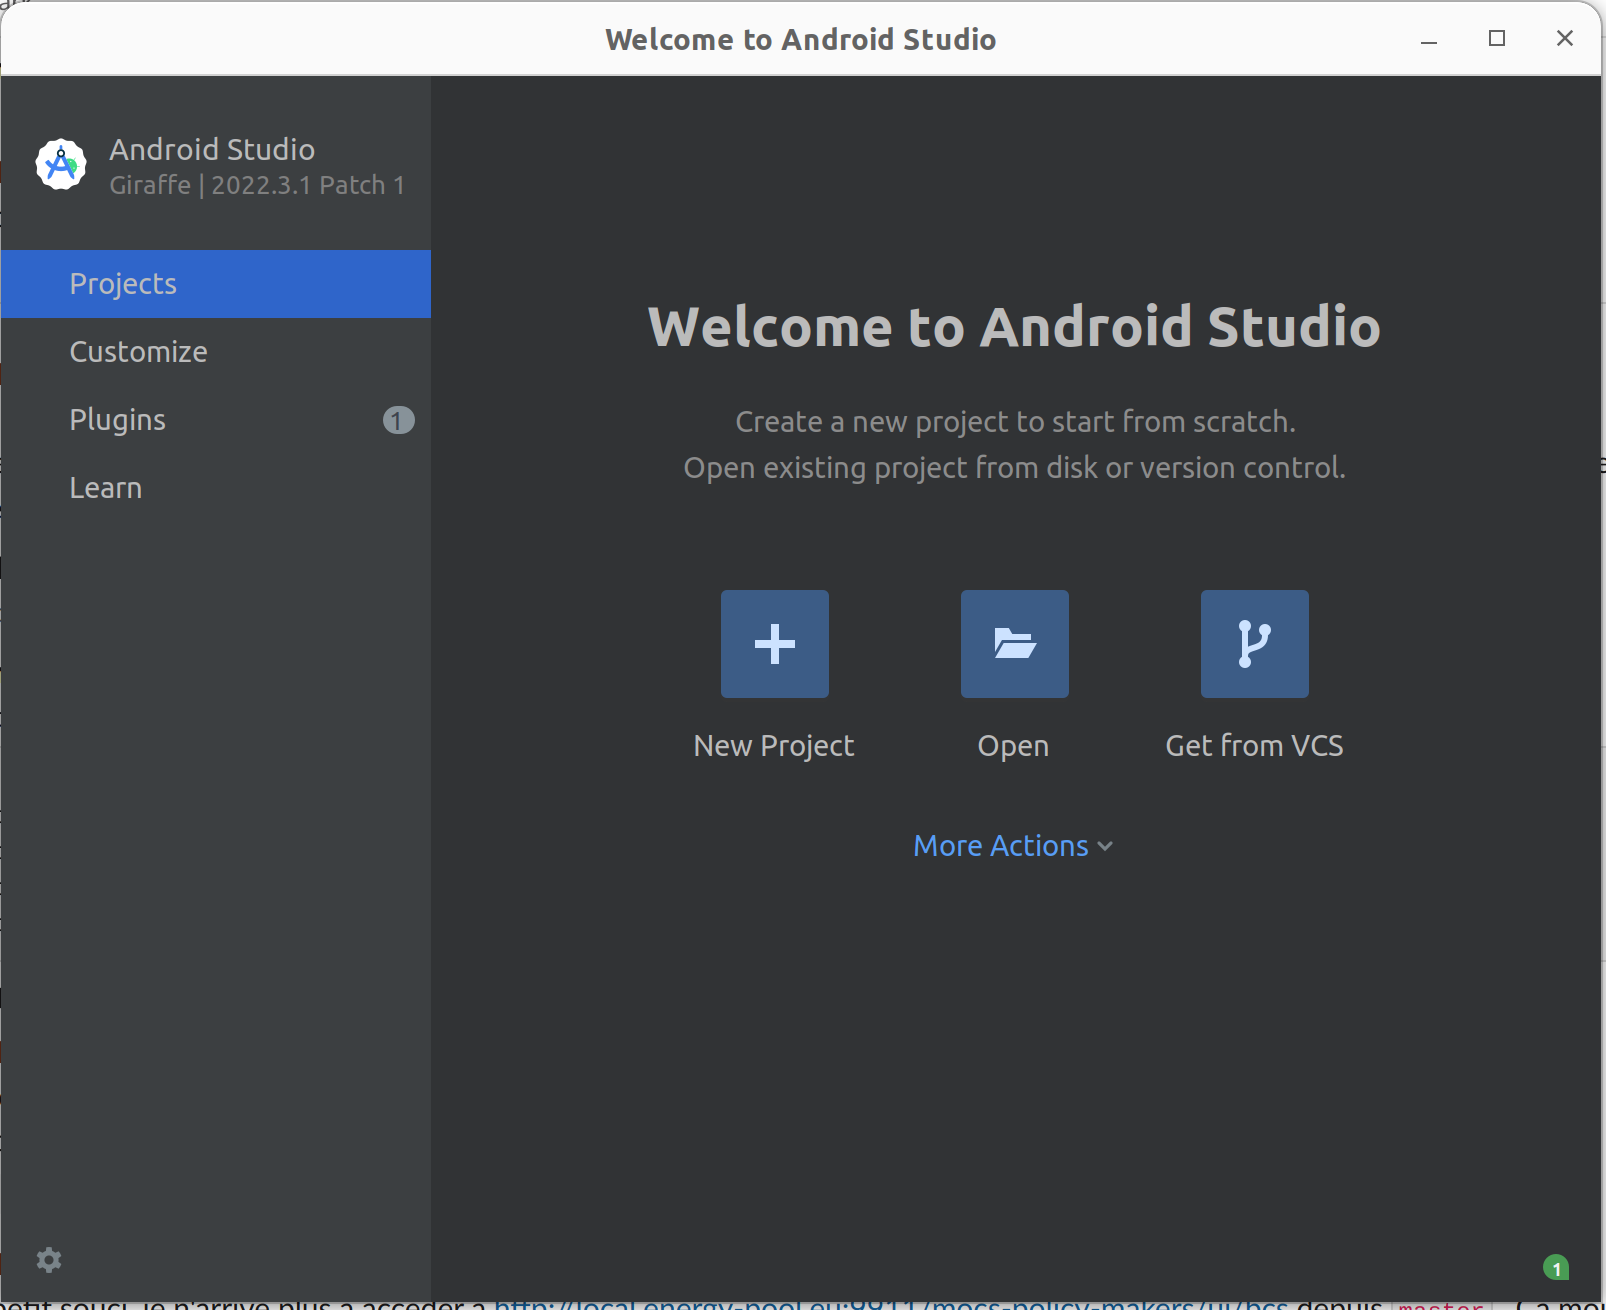 Welcome to Android Studio
Android Studio
Giraffe | 2022.3.1 Patch 1
Projects
Customize
Plugins
1
Learn
Welcome to Android Studio
Create a new project to start from scratch.
Open existing project from disk or version control.
New Project
Open
Get from VCS
More Actions
1
petit souci, je n'arrive plus a acceder a http://local.energy-pool.eu:9911/mocs-policy-makers/ui/bcs depuis master